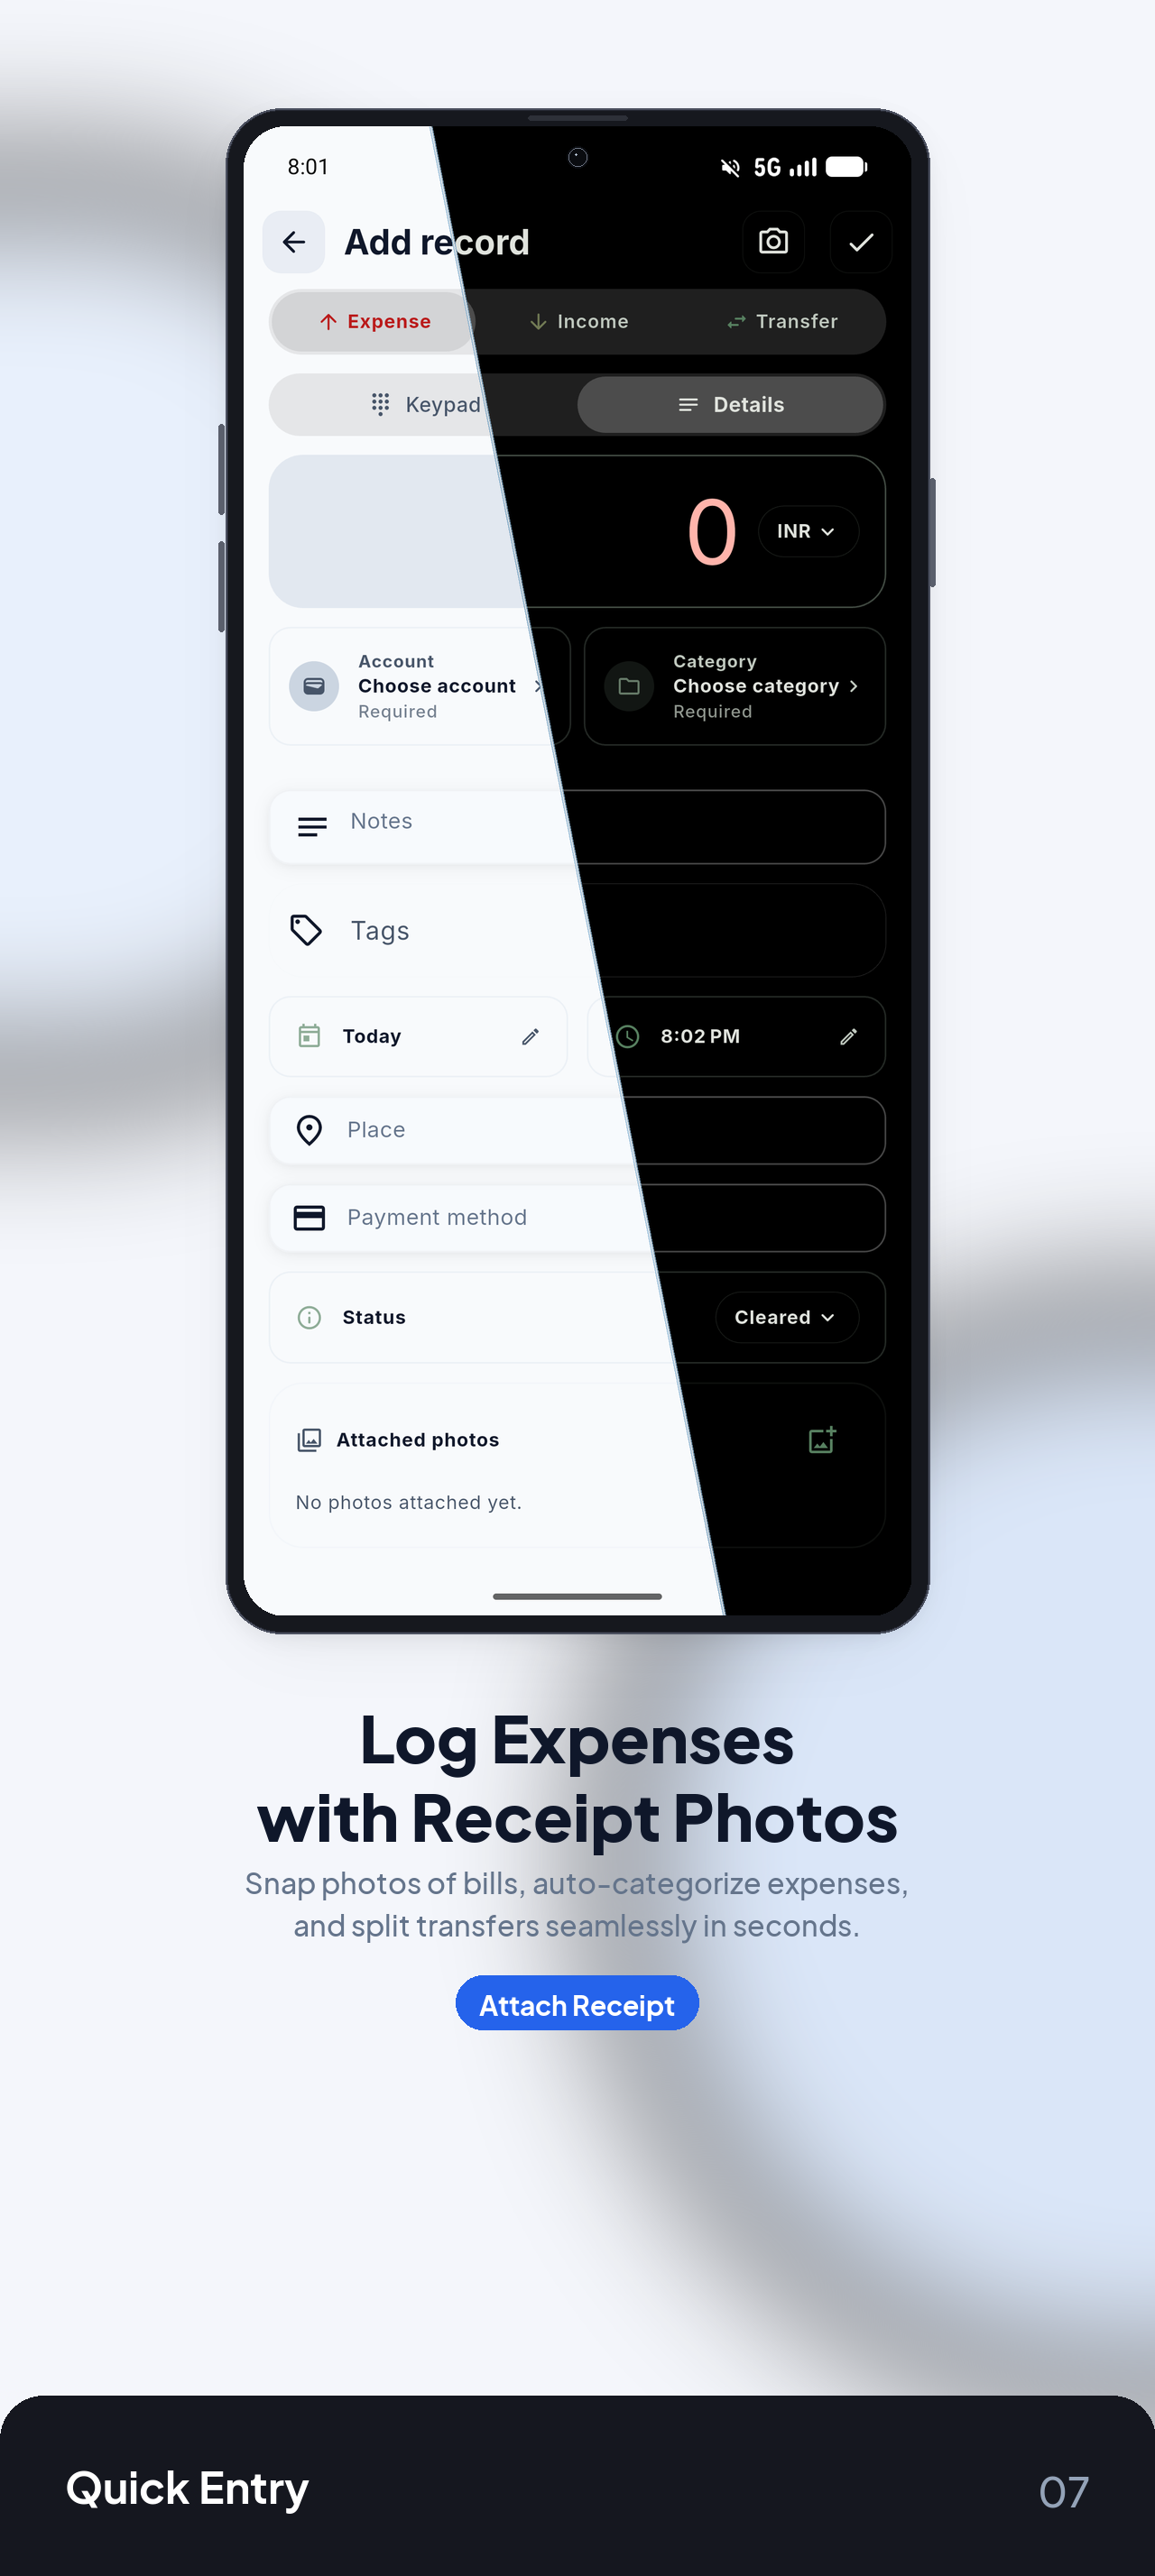 8:01
5G
Add record
Expense
Income
Transfer
Keypad
Details
0
INR
Account
Choose account
Required
Category
Choose category
Required
Notes
Tags
Today
8:02 PM
Place
Payment method
Status
Cleared
Attached photos
No photos attached yet.
Log Expenses
with Receipt Photos
Snap photos of bills, auto-categorize expenses,
and split transfers seamlessly in seconds.
Attach Receipt
Quick Entry
07